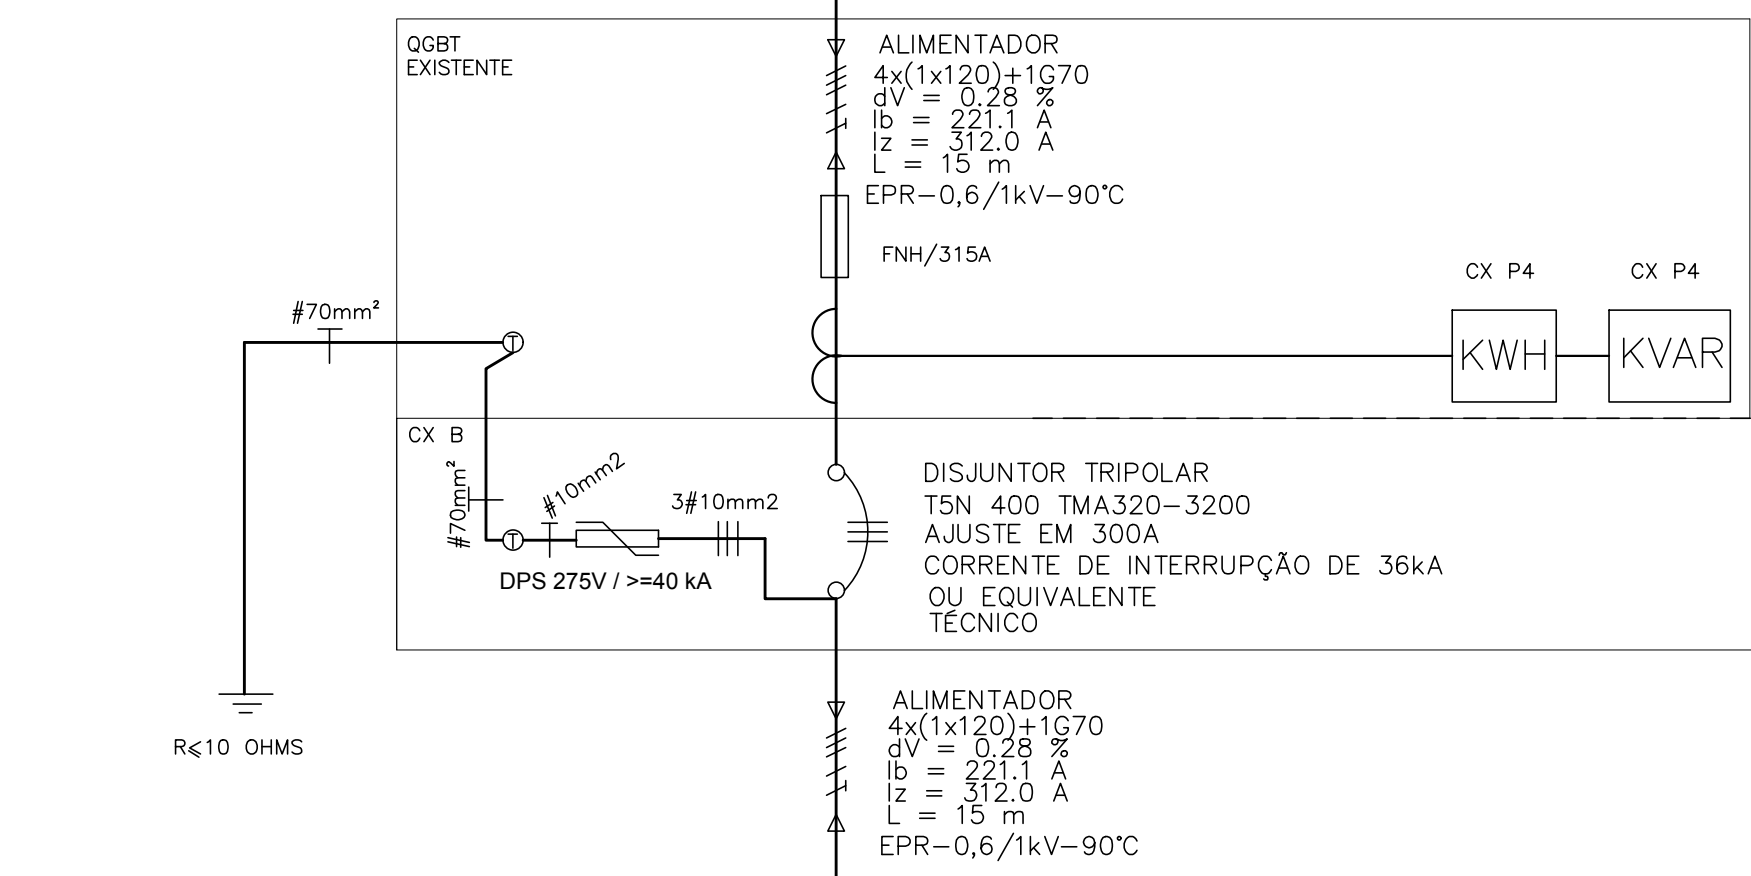 QGBT
EXISTENTE
ALIMENTADOR
4x(1x120)+1G70
dV = 0.28 %
Ib = 221.1 A
Iz = 312.0 A
L = 15 m
EPR-0,6/1kV-90°C
FNH/315A
CX P4
CX P4
KWH
KVAR
#70mm²
T
CX B
#70mm²
#10mm2
3#10mm2
T
DPS 275V / >=40 kA
DISJUNTOR TRIPOLAR
T5N 400 TMA320-3200
AJUSTE EM 300A
CORRENTE DE INTERRUPÇÃO DE 36kA
OU EQUIVALENTE
TÉCNICO
R⩽10 OHMS
ALIMENTADOR
4x(1x120)+1G70
dV = 0.28 %
Ib = 221.1 A
Iz = 312.0 A
L = 15 m
EPR-0,6/1kV-90°C